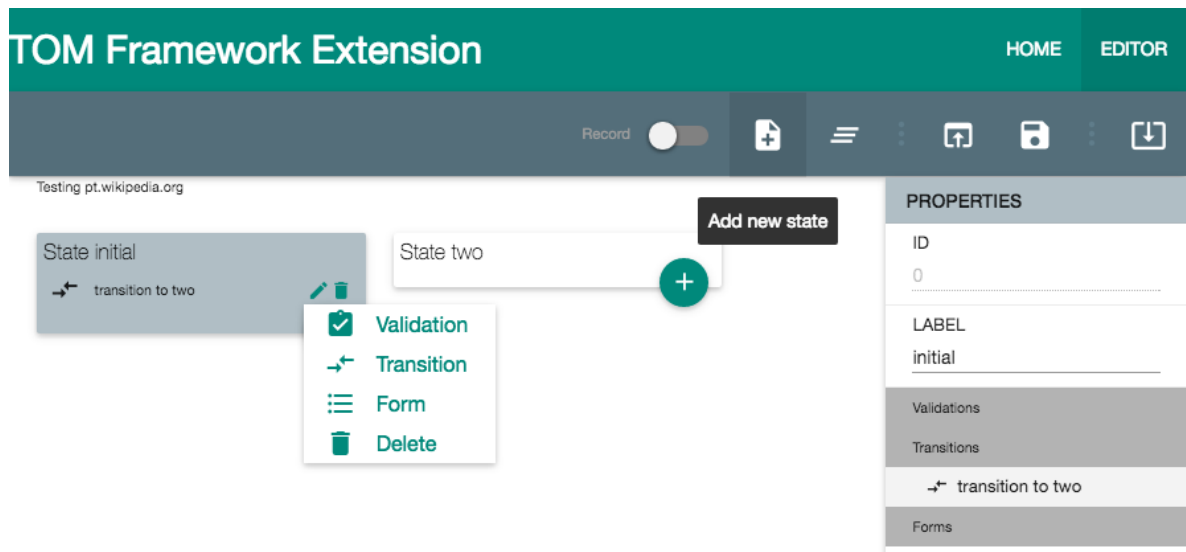 TOM Framework Extension
HOME
EDITOR
Record
Testing pt.wikipedia.org
Add new state
State initial
transition to two
State two
Validation
Transition
Form
Delete
PROPERTIES
ID
0
LABEL
initial
Validations
Transitions
transition to two
Forms